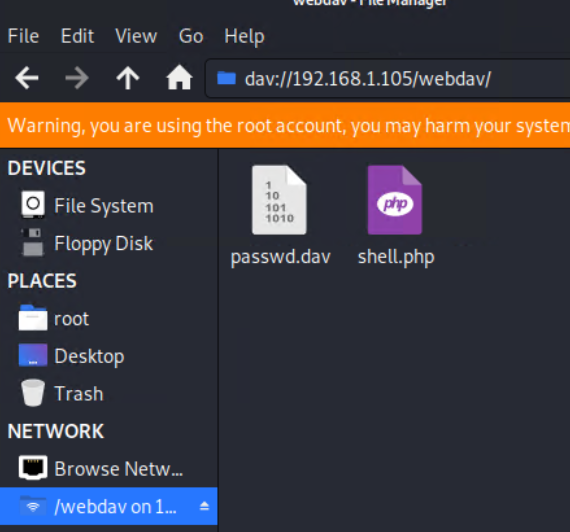 webdav - File Manager
File Edit View Go Help
dav://192.168.1.105/webdav/
Warning, you are using the root account, you may harm your system
DEVICES
File System
Floppy Disk
PLACES
root
Desktop
Trash
NETWORK
Browse Netw...
/webdav on 1...
1
10
101
1010
php
passwd.dav shell.php